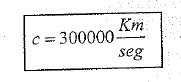 c = 300000 Km/seg